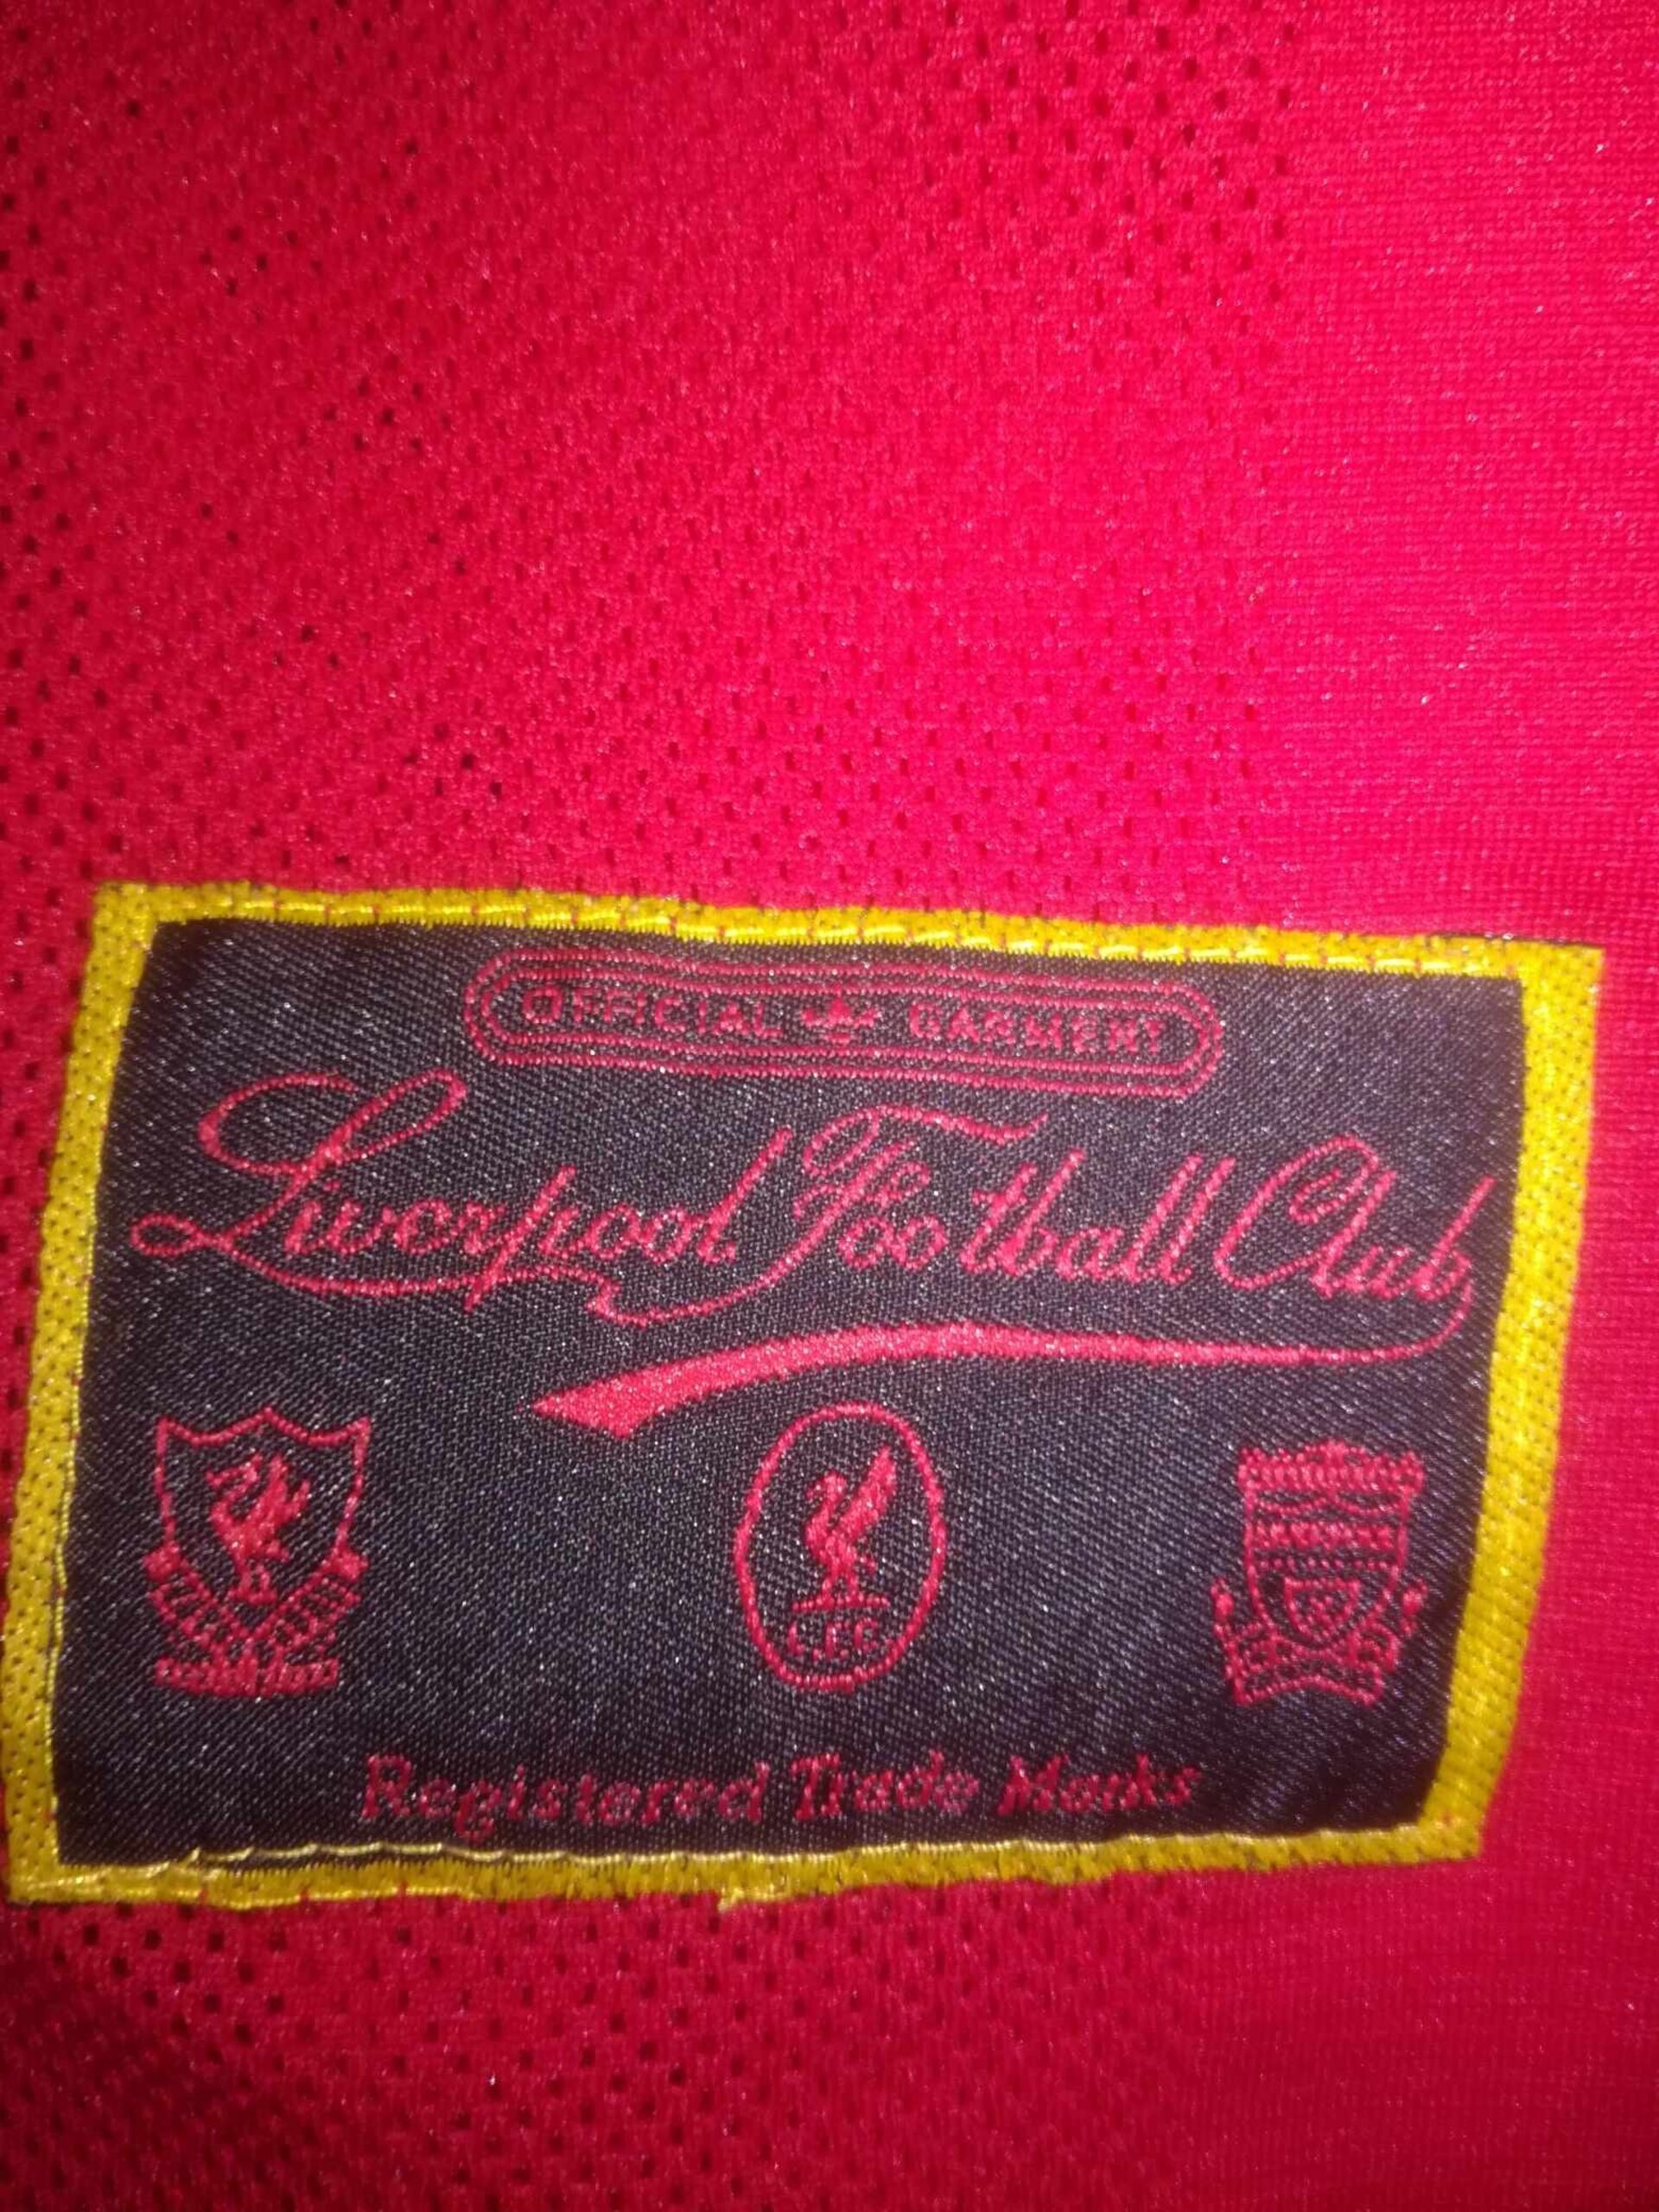 OFFICIAL GARMENT
Liverpool Football Club
L.F.C.
Registered Trade Marks